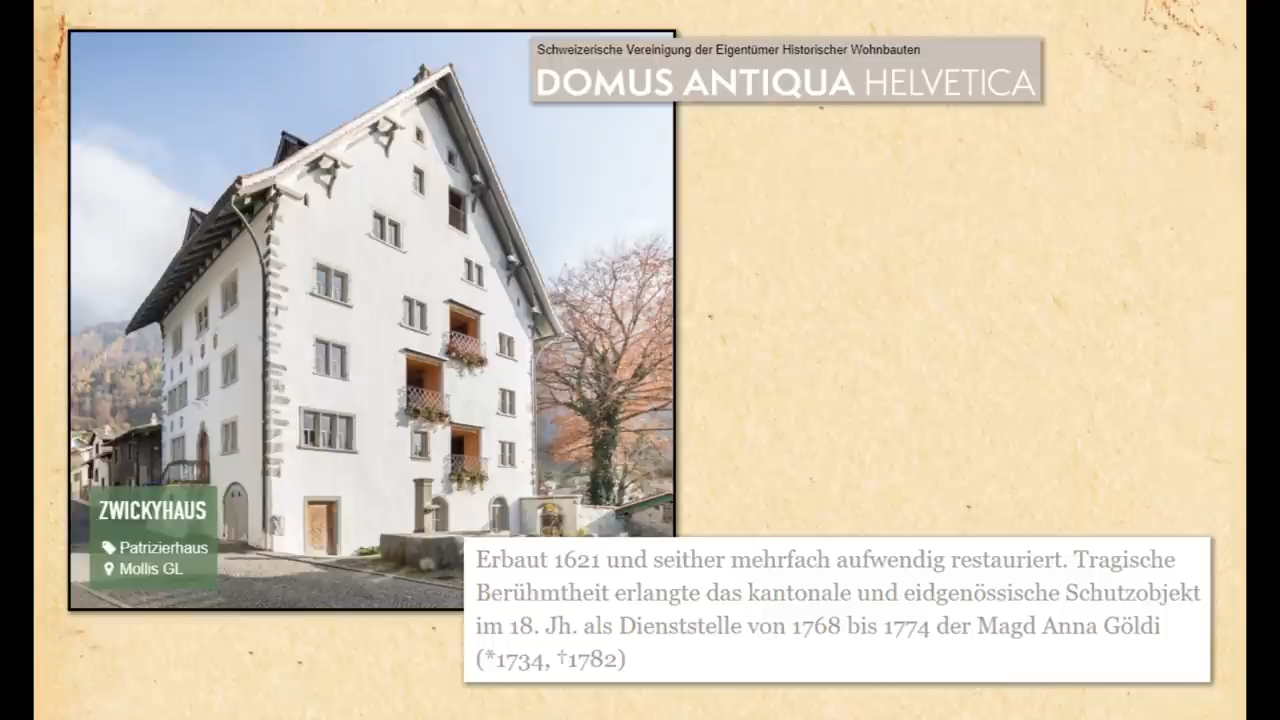 Schweizerische Vereinigung der Eigentümer Historischer Wohnbauten
DOMUS ANTIQUA HELVETICA
ZWICKYHAUS
Patrizierhaus
Mollis GL
Erbaut 1621 und seither mehrfach aufwendig restauriert. Tragische
Berühmtheit erlangte das kantonale und eidgenössische Schutzobjekt
im 18. Jh. als Dienststelle von 1768 bis 1774 der Magd Anna Göldi
(*1734, †1782)